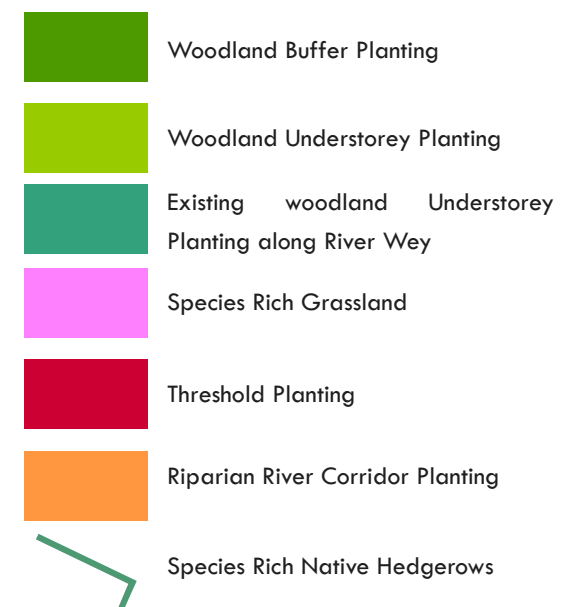 Woodland Buffer Planting
Woodland Understorey Planting
Existing woodland Understorey
Planting along River Wey
Species Rich Grassland
Threshold Planting
Riparian River Corridor Planting
Species Rich Native Hedgerows